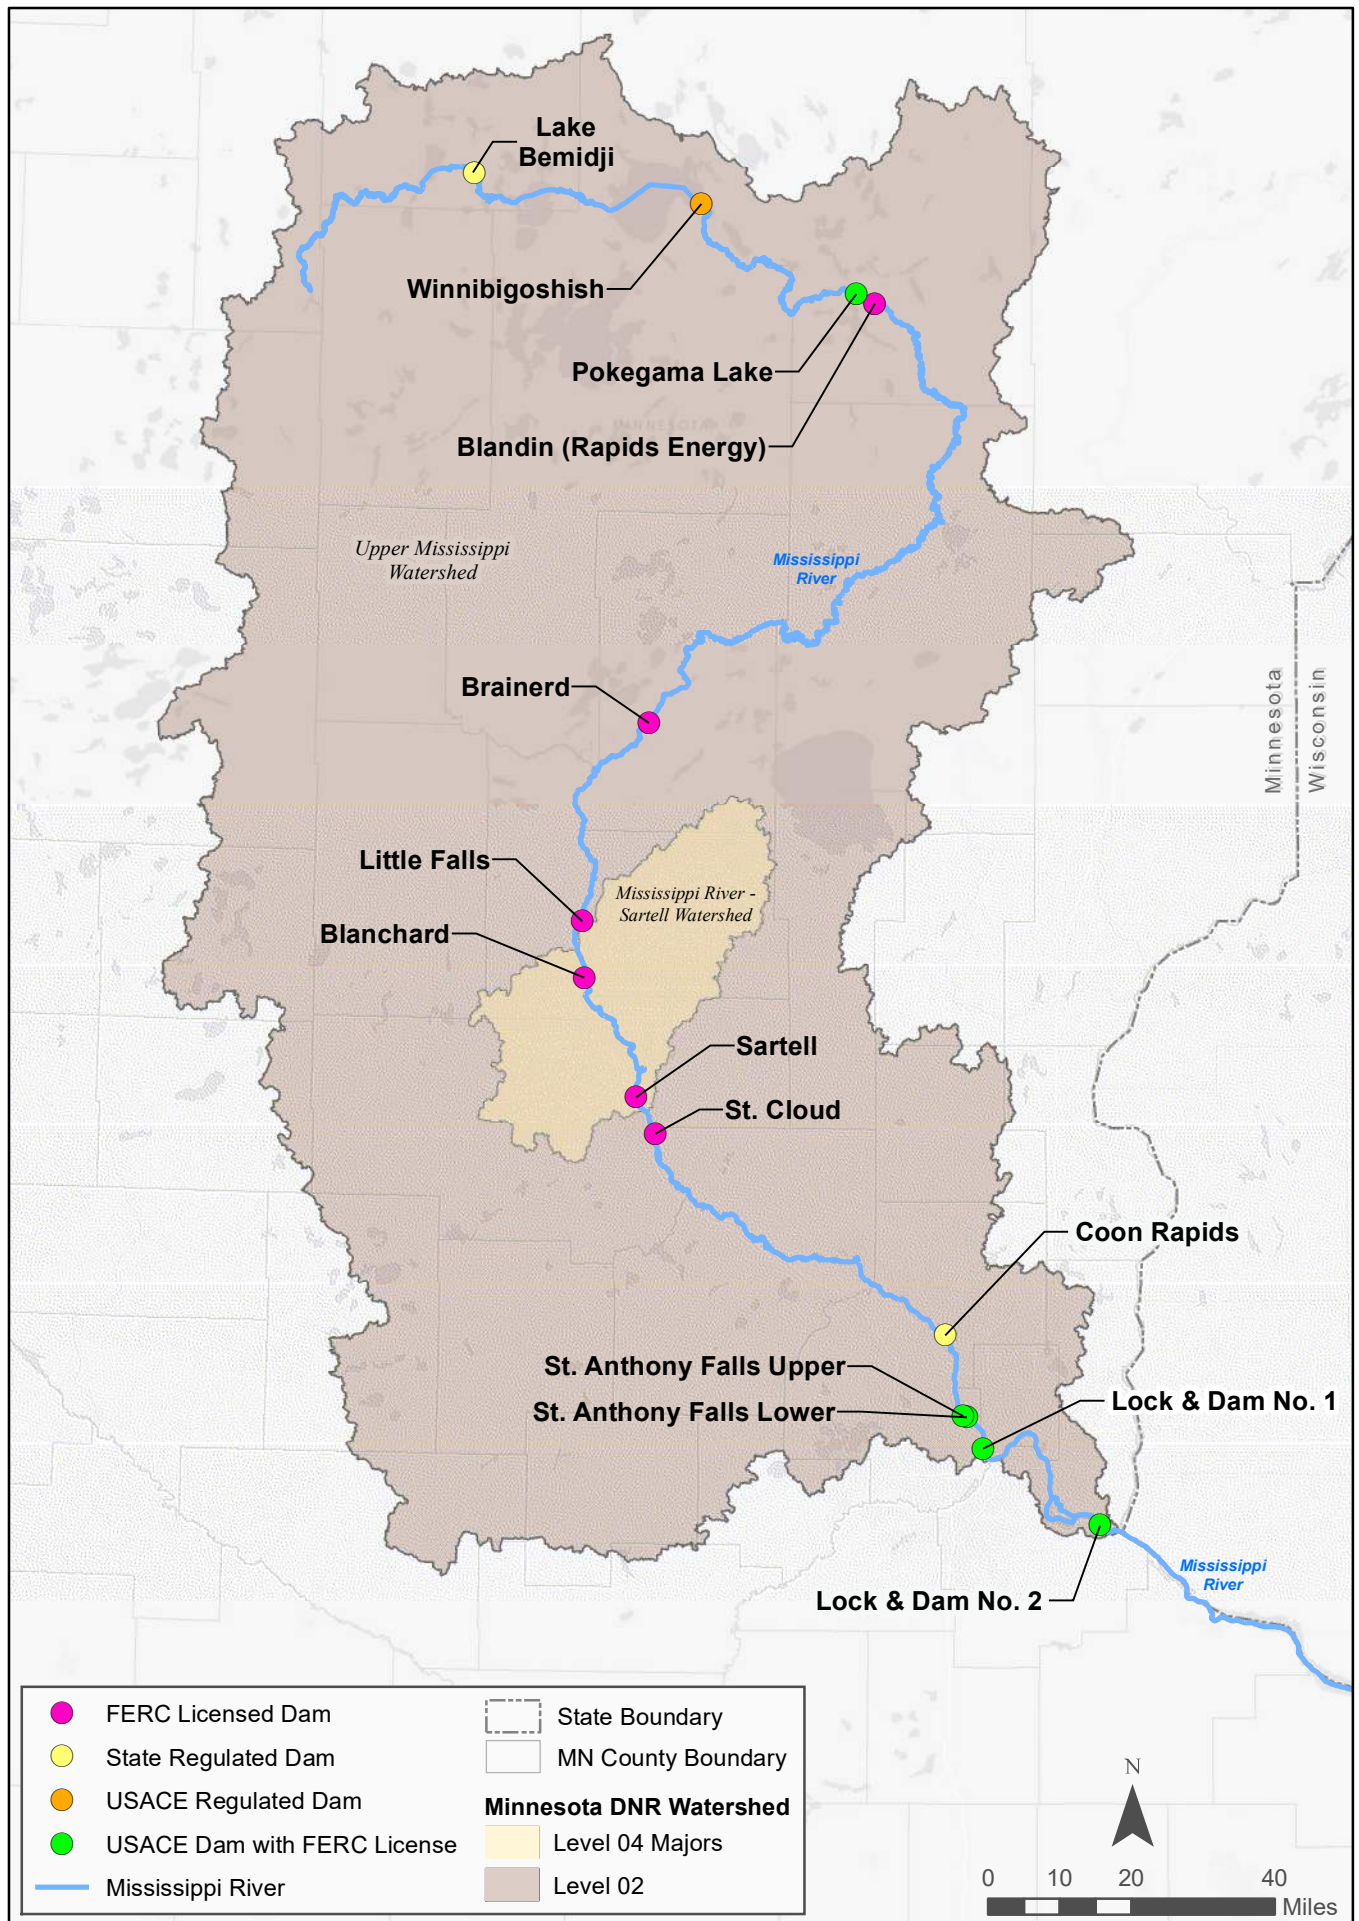 Lake
Bemidji
Winnibigoshish
Pokegama Lake
MINNESOTA
Blandin (Rapids Energy)
Upper Mississippi
Watershed
Mississippi
River
Brainerd
Minnesota
Wisconsin
Little Falls
Mississippi River -
Sartell Watershed
Blanchard
Sartell
St. Cloud
Coon Rapids
St. Anthony Falls Upper
Lock & Dam No. 1
St. Anthony Falls Lower
Mississippi
River
Lock & Dam No. 2
FERC Licensed Dam
State Regulated Dam
USACE Regulated Dam
USACE Dam with FERC License
Mississippi River
State Boundary
MN County Boundary
Minnesota DNR Watershed
Level 04 Majors
Level 02
N
0 10 20 40
Miles